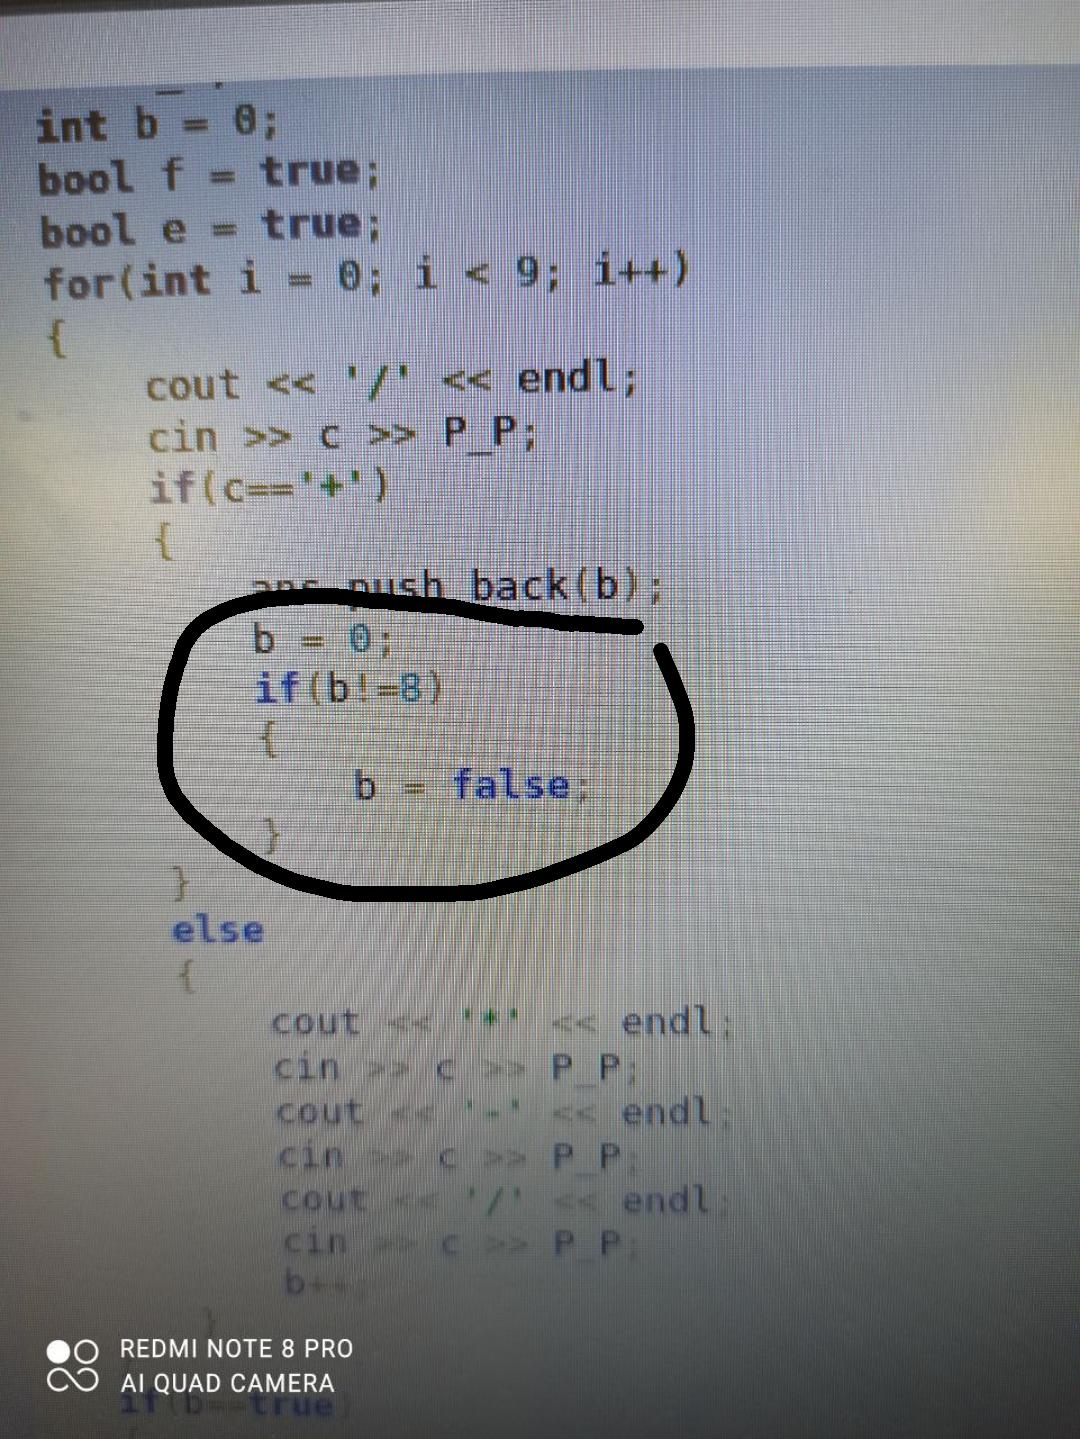 int b = 0;
bool f = true;
bool e = true;
for(int i = 0; i < 9; i++)
{
cout << '/' << endl;
cin >> c >> P_P;
if(c=='+')
{
ans.push_back(b);
b = 0;
if(b!=8)
{
b = false;
}
}
else
{
cout << '+' << endl;
cin >> c >> P_P;
cout << '-' << endl;
cin >> c >> P_P;
cout << '/' << endl;
cin >> c >> P_P;
b++;
}
REDMI NOTE 8 PRO
AI QUAD CAMERA
if(b==true)